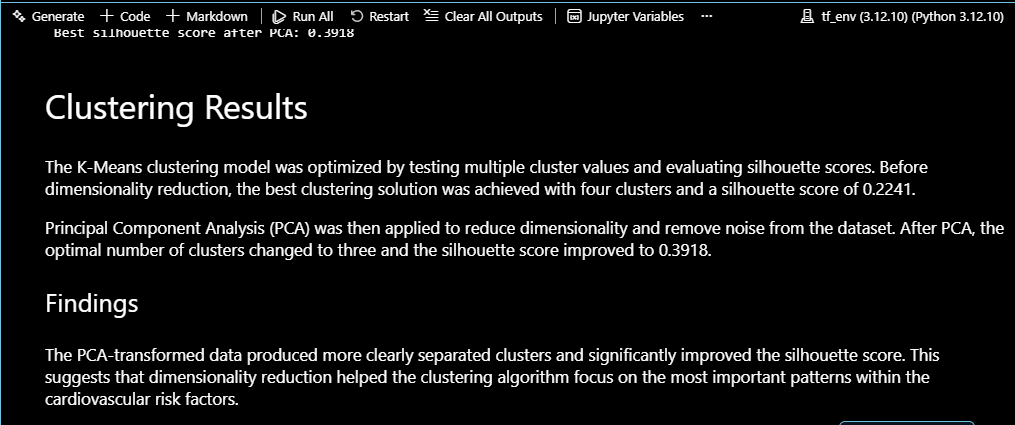 Generate + Code + Markdown Run All Restart Clear All Outputs Jupyter Variables ... tf_env (3.12.10) (Python 3.12.10)
Best silhouette score after PCA: 0.3918
Clustering Results
The K-Means clustering model was optimized by testing multiple cluster values and evaluating silhouette scores. Before
dimensionality reduction, the best clustering solution was achieved with four clusters and a silhouette score of 0.2241.
Principal Component Analysis (PCA) was then applied to reduce dimensionality and remove noise from the dataset. After PCA, the
optimal number of clusters changed to three and the silhouette score improved to 0.3918.
Findings
The PCA-transformed data produced more clearly separated clusters and significantly improved the silhouette score. This
suggests that dimensionality reduction helped the clustering algorithm focus on the most important patterns within the
cardiovascular risk factors.